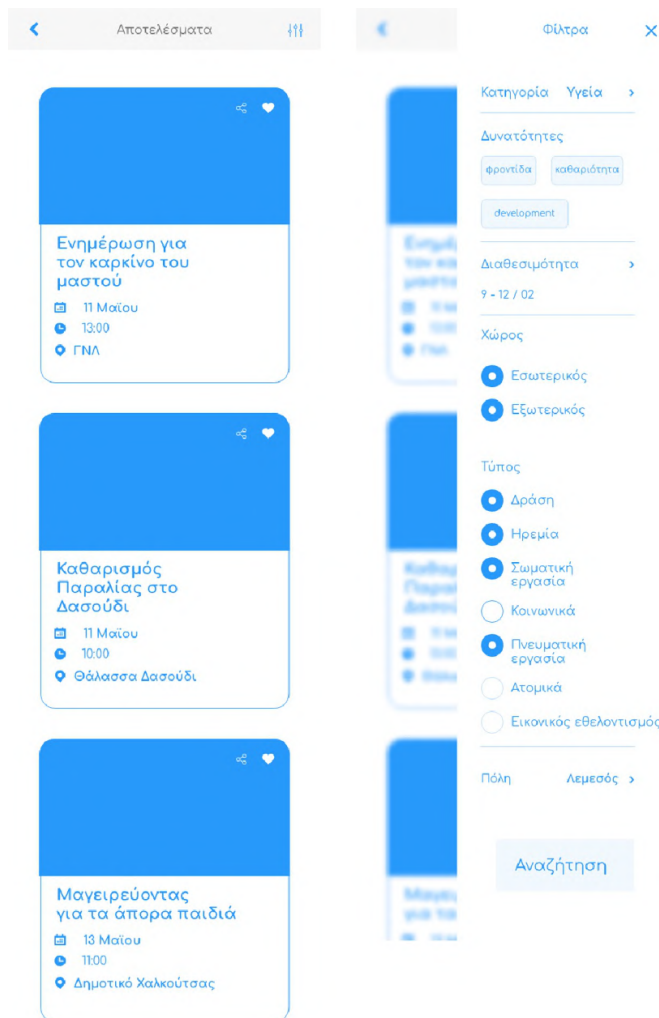 Αποτελέσματα
Ενημέρωση για
τον καρκίνο του
μαστού
11 Μαΐου
13:00
ΓΝΛ
Καθαρισμός
Παραλίας στο
Δασούδι
11 Μαΐου
10:00
Θάλασσα Δασούδι
Μαγειρεύοντας
για τα άπορα παιδιά
13 Μαΐου
11:00
Δημοτικό Χαλκούτσας
Φίλτρα
Κατηγορία Υγεία
Δυνατότητες
φροντίδα καθαριότητα
development
Διαθεσιμότητα
9 - 12 / 02
Χώρος
Εσωτερικός
Εξωτερικός
Τύπος
Δράση
Ηρεμία
Σωματική
εργασία
Κοινωνικά
Πνευματική
εργασία
Ατομικά
Εικονικός εθελοντισμός
Πόλη Λεμεσός
Αναζήτηση